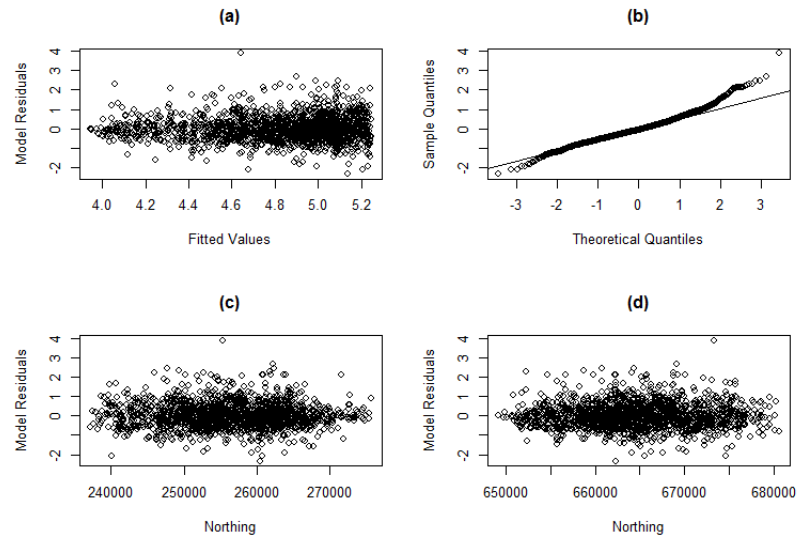 (a)
Model Residuals
4
3
2
1
0
-2
4.0 4.2 4.4 4.6 4.8 5.0 5.2
Fitted Values
(b)
Sample Quantiles
4
3
2
1
0
-2
-3 -2 -1 0 1 2 3
Theoretical Quantiles
(c)
Model Residuals
4
3
2
1
0
-2
240000 250000 260000 270000
Northing
(d)
Model Residuals
4
3
2
1
0
-2
650000 660000 670000 680000
Northing